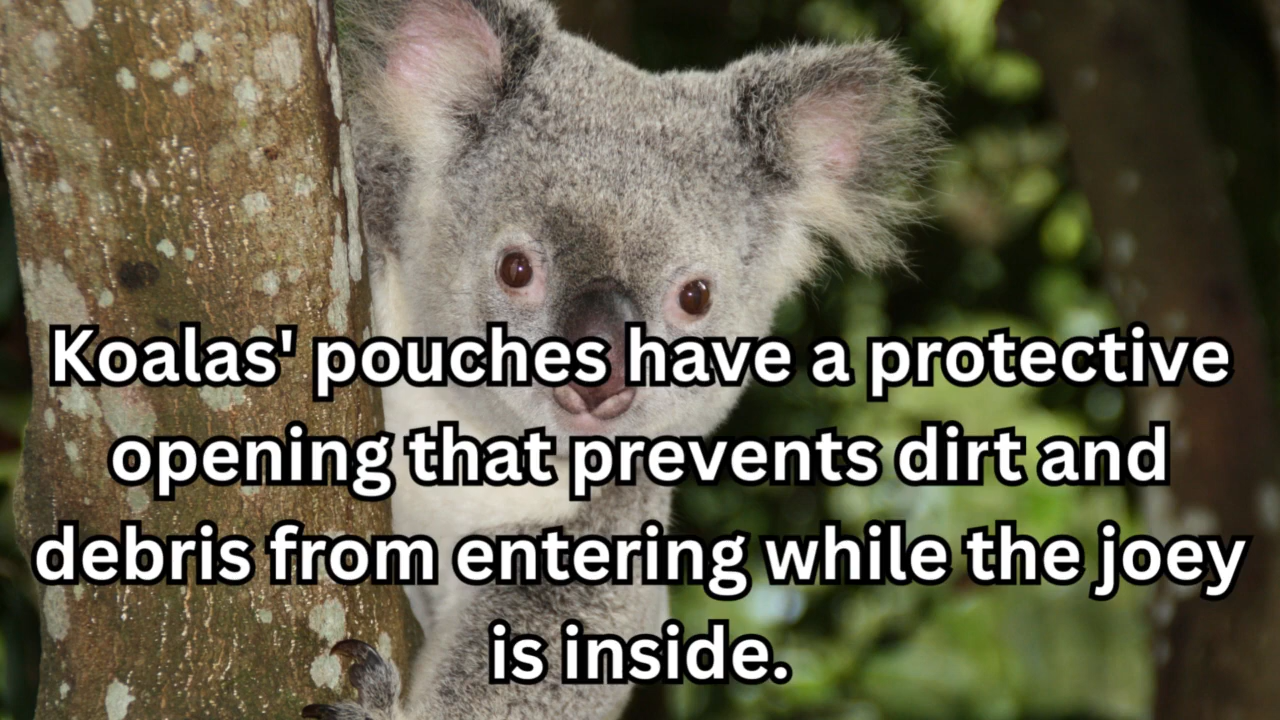 Koalas' pouches have a protective
opening that prevents dirt and
debris from entering while the joey
is inside.